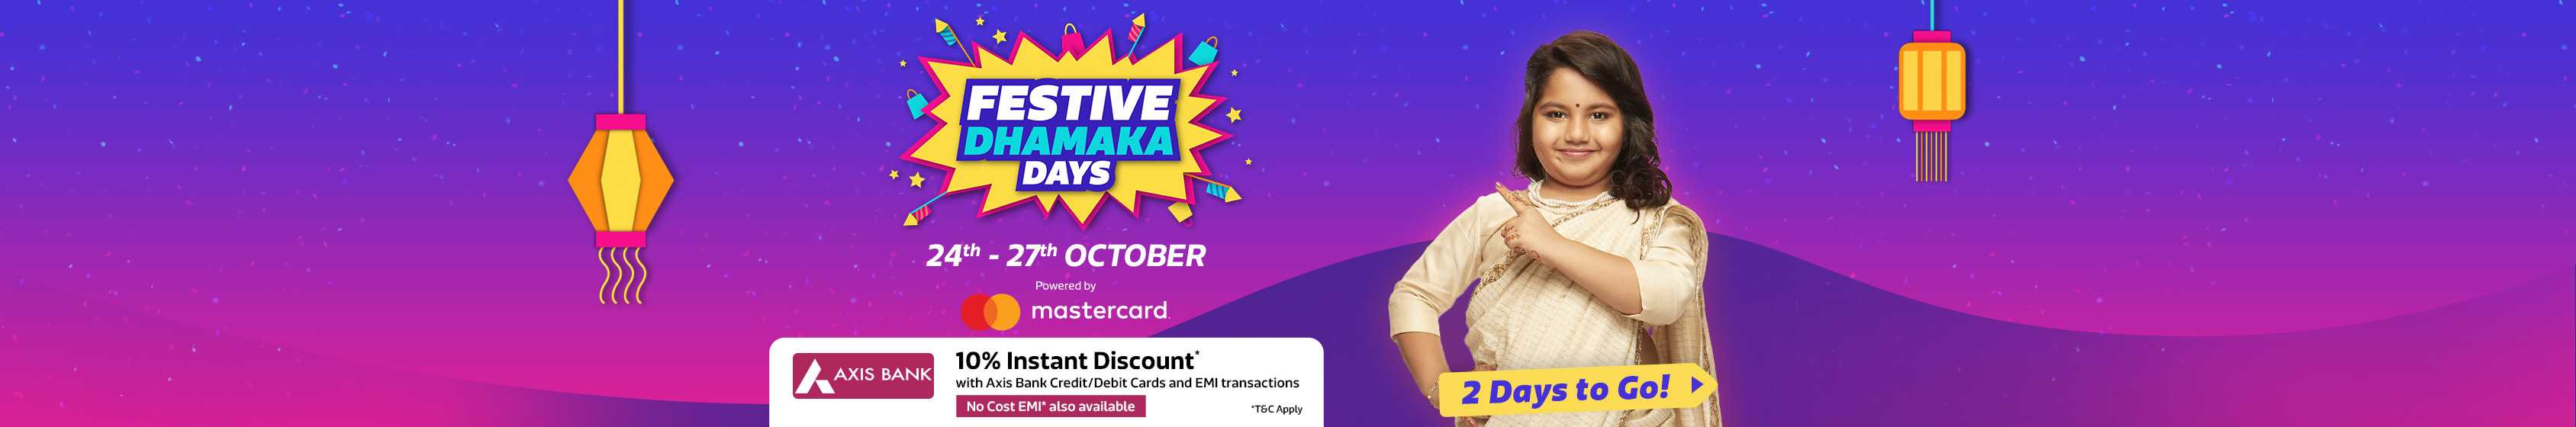 FESTIVE
DHAMAKA
DAYS
24th - 27th OCTOBER
Powered by
mastercard.
AXIS BANK
10% Instant Discount*
with Axis Bank Credit/Debit Cards and EMI transactions
No Cost EMI* also available
*T&C Apply
2 Days to Go!